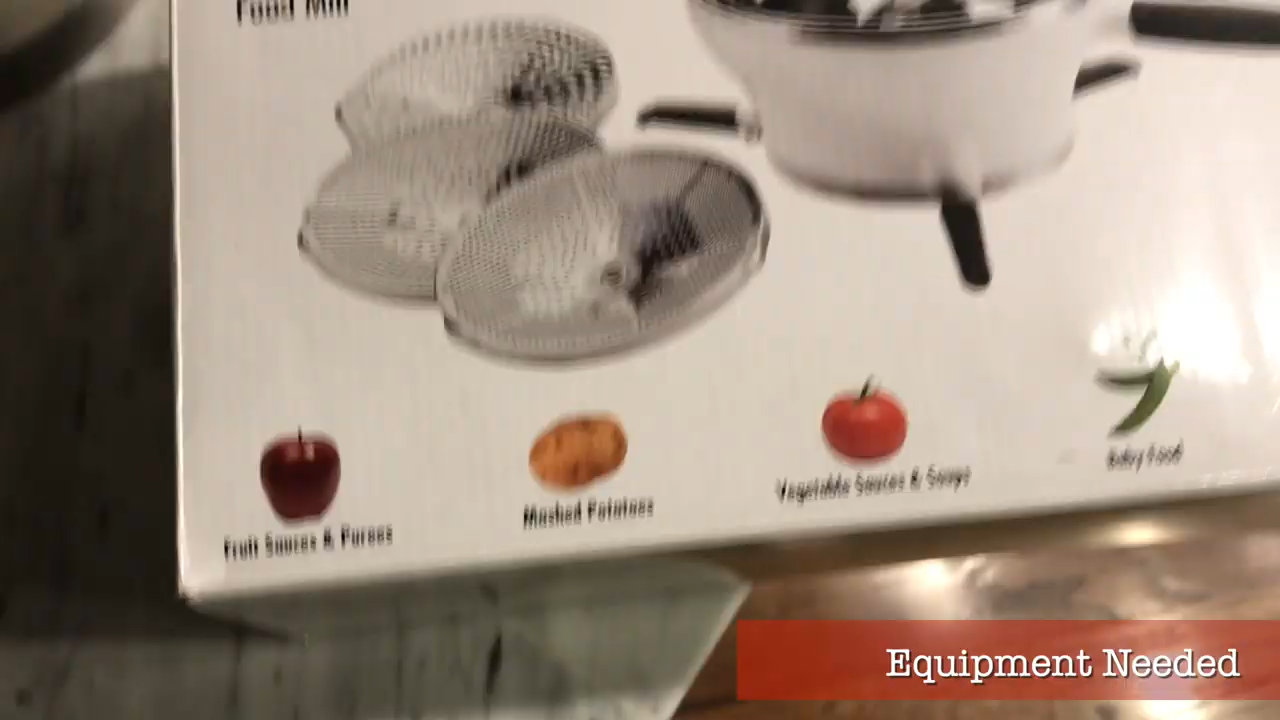 Food Mill
Fruit Sauces & Purees
Mashed Potatoes
Vegetable Sauces & Soups
Baby Food
Equipment Needed